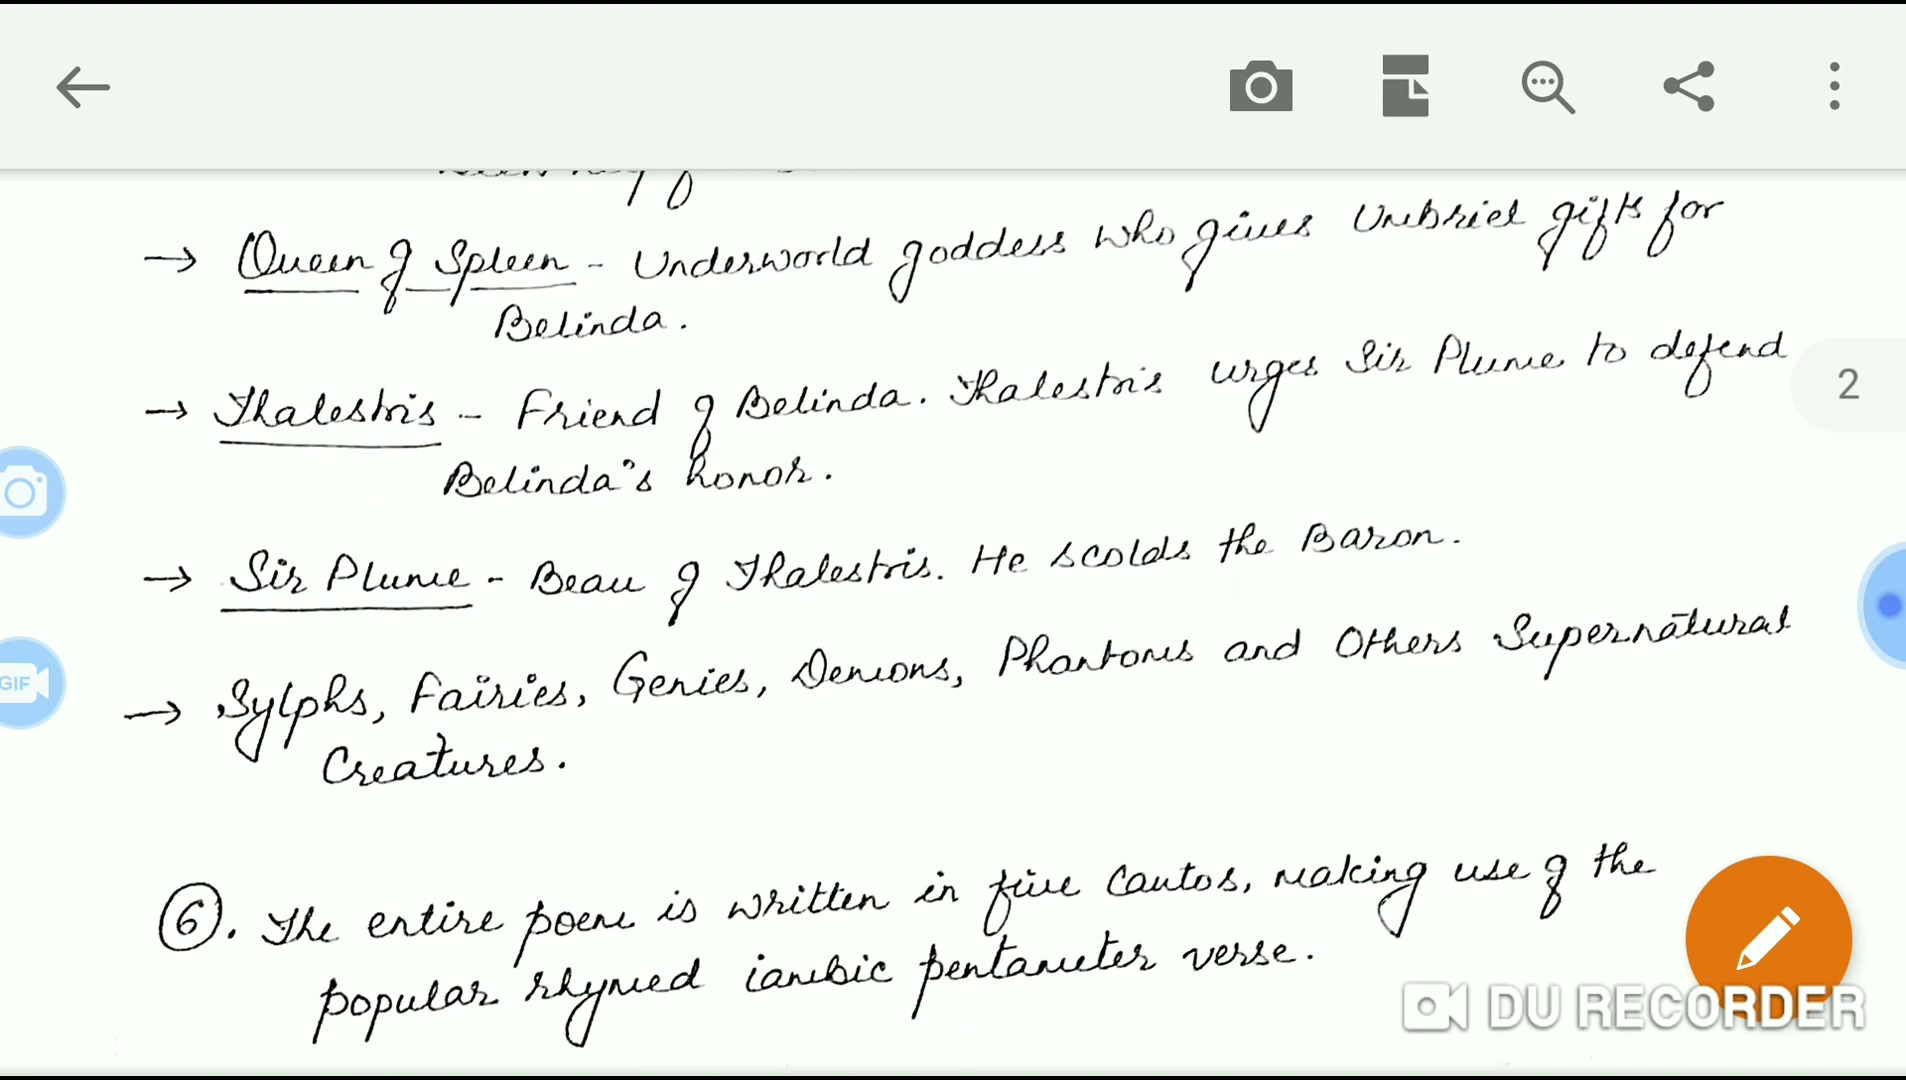 → Queen of Spleen - Underworld goddess who gives Umbriel gifts for
Belinda.
→ Thalestris - Friend of Belinda. Thalestris urges Sir Plume to defend
Belinda's honor.
2
→ Sir Plume - Beau of Thalestris. He scolds the Baron.
→ Sylphs, Fairies, Genies, Demons, Phantoms and Others Supernatural
Creatures.
GIF
6. The entire poem is written in five Cantos, making use of the
popular rhymed iambic pentameter verse.
DU RECORDER